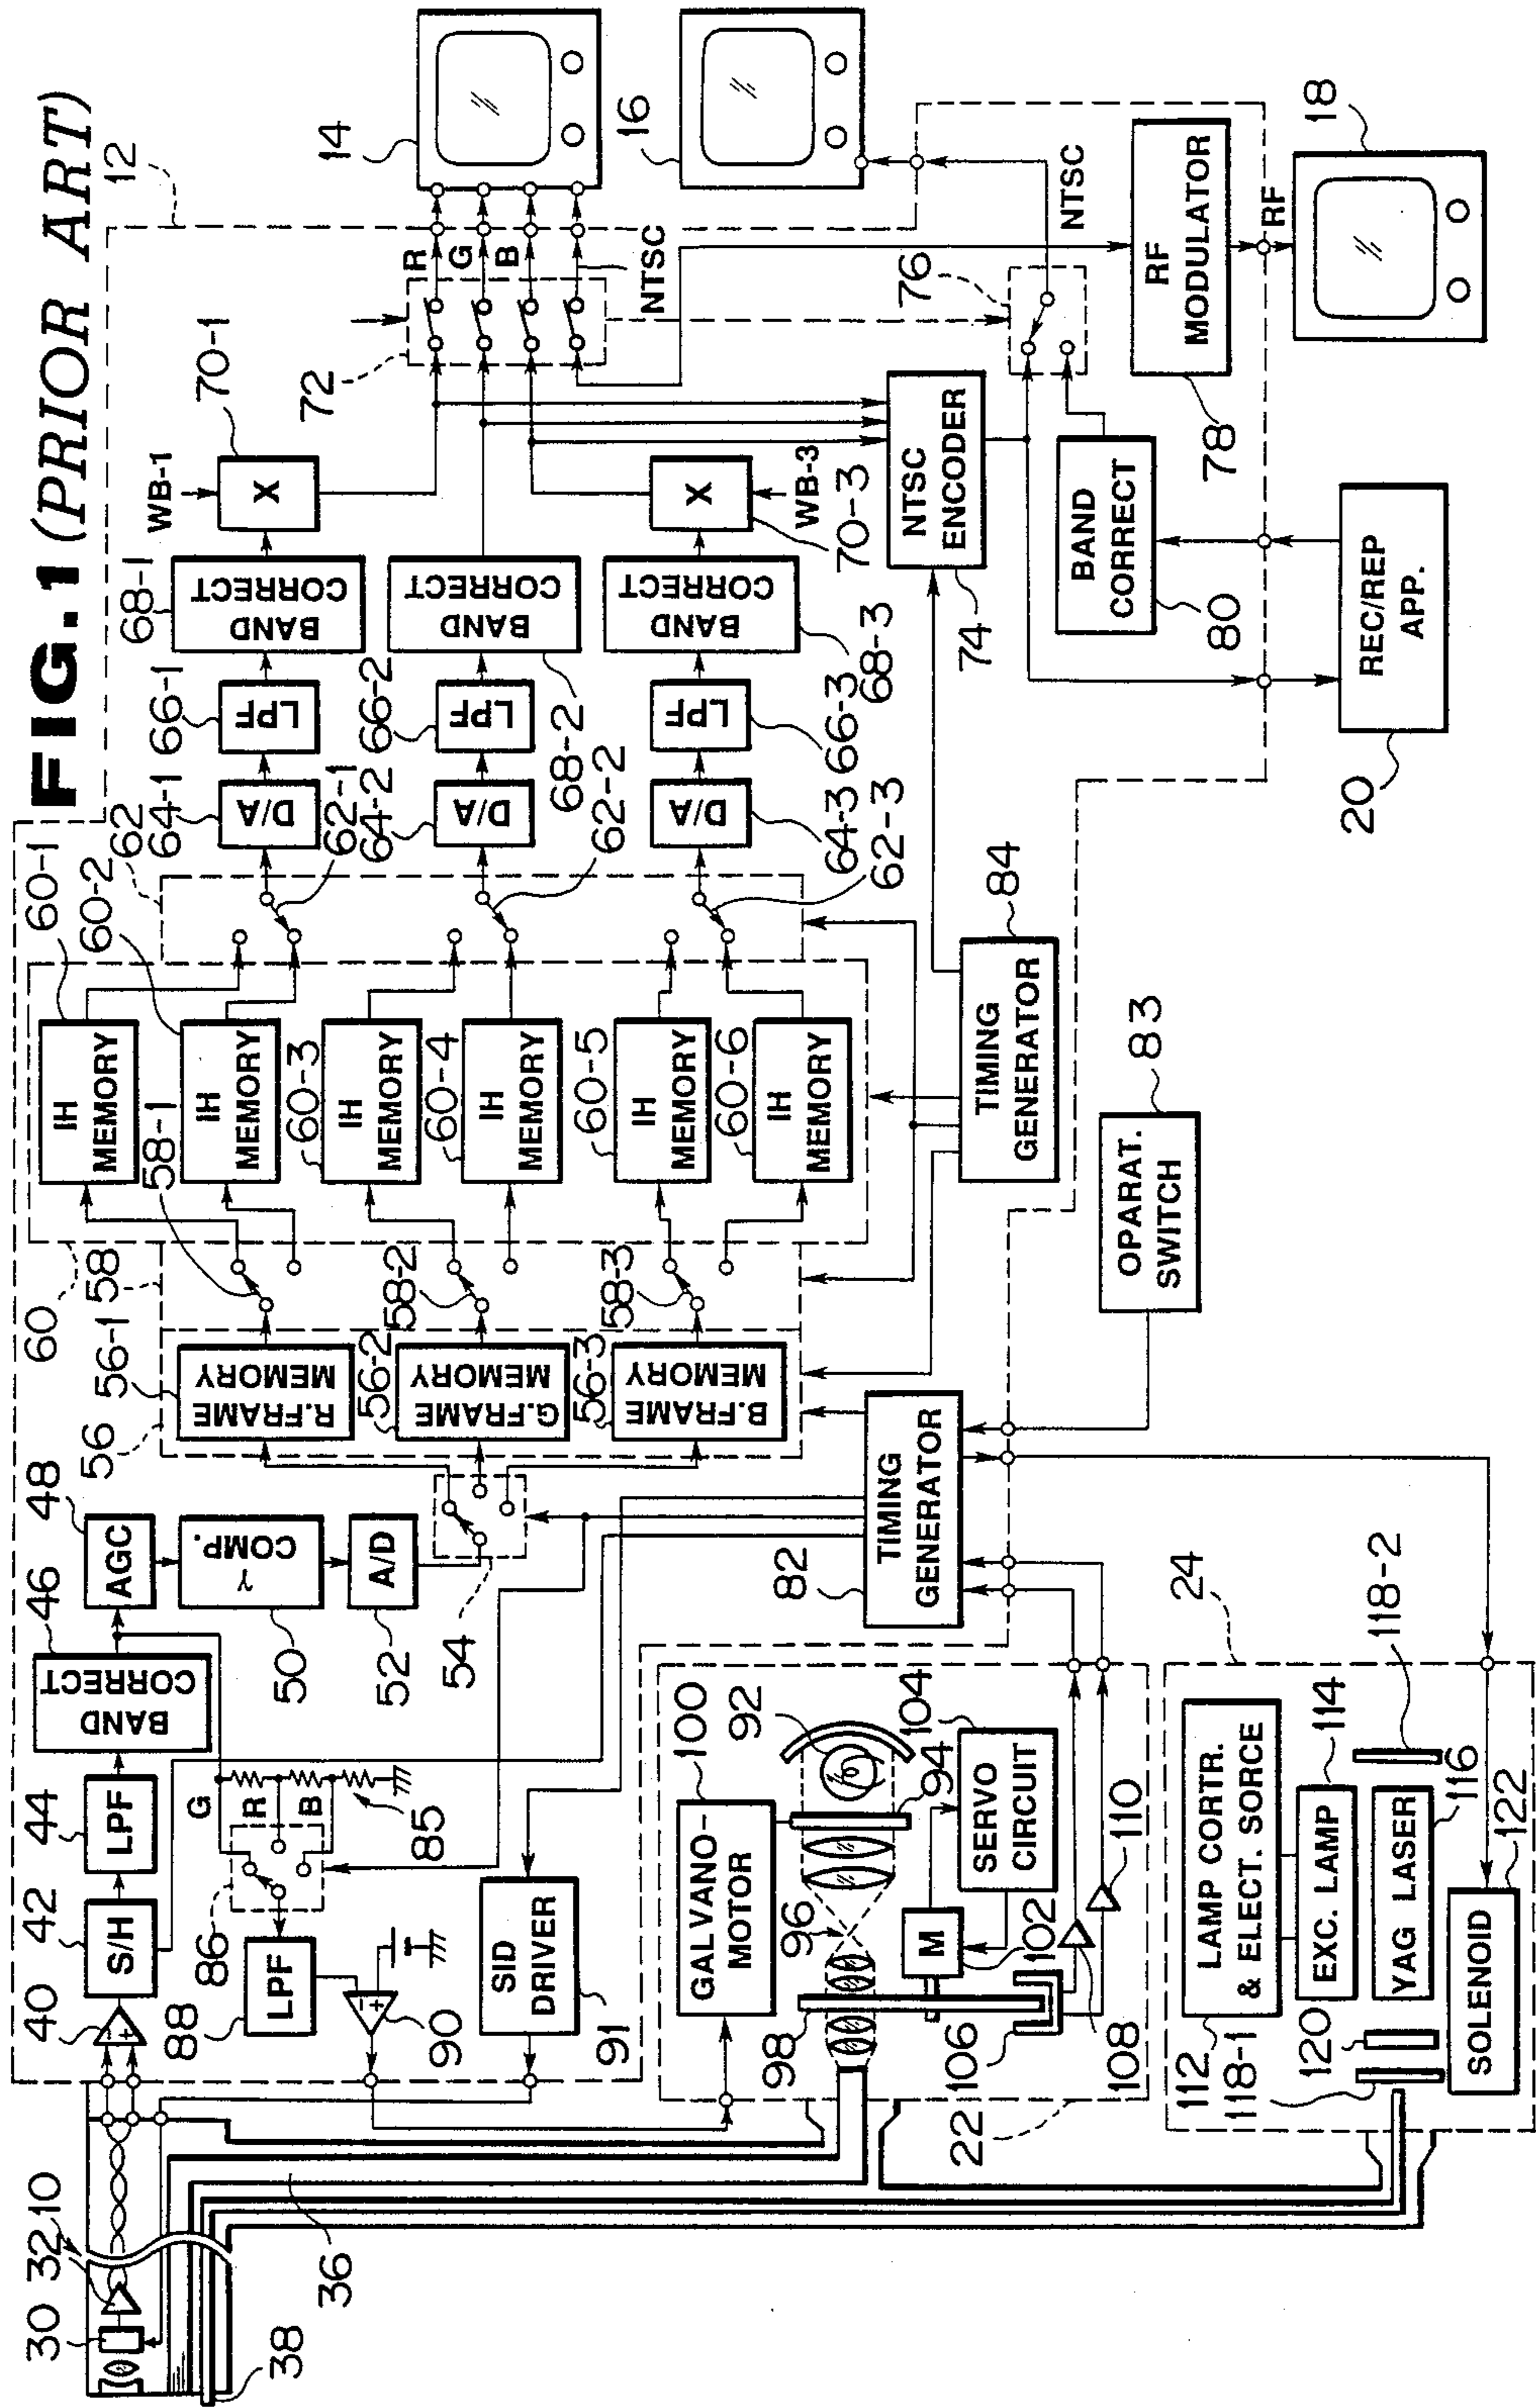 FIG.1 (PRIOR ART)
30
32
10
36
38
40
42
S/H
44
LPF
46
BAND
CORRECT
48
AGC
50
γ
COMP.
52
A/D
54
G
R
B
85
86
88
LPF
90
SID
DRIVER
91
56
56-1
R.FRAME
MEMORY
56-2
G.FRAME
MEMORY
56-3
B.FRAME
MEMORY
58
58-1
58-2
58-3
60
60-1
IH
MEMORY
60-2
IH
MEMORY
60-3
IH
MEMORY
60-4
IH
MEMORY
60-5
IH
MEMORY
60-6
IH
MEMORY
62
62-1
62-2
62-3
64-1
D/A
64-2
D/A
64-3
D/A
66-1
LPF
66-2
LPF
66-3
LPF
68-1
BAND
CORRECT
68-2
BAND
CORRECT
68-3
BAND
CORRECT
WB-1
70-1
X
WB-3
70-3
X
72
R
G
B
NTSC
12
14
16
18
74
NTSC
ENCODER
76
NTSC
RF
MODULATOR
78
RF
BAND
CORRECT
80
REC/REP
APP.
20
82
TIMING
GENERATOR
84
TIMING
GENERATOR
83
OPARAT.
SWITCH
22
100
GALVANO-
MOTOR
92
94
96
98
104
SERVO
CIRCUIT
M
102
106
108
110
24
112
LAMP CORTR.
& ELECT. SORCE
114
EXC. LAMP
116
YAG LASER
118-1
118-2
120
122
SOLENOID